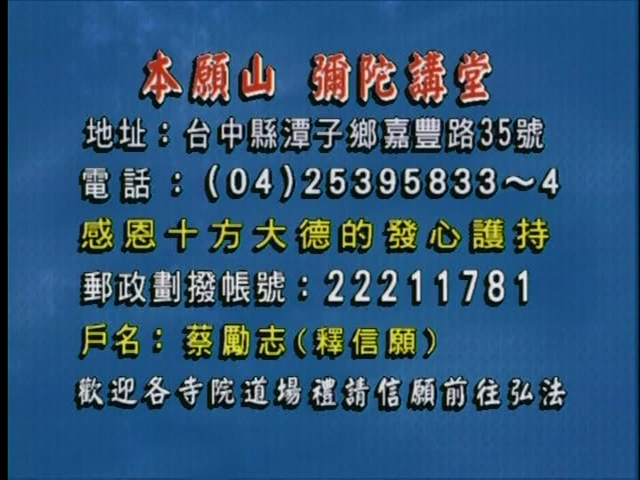 本願山 彌陀講堂
地址：台中縣潭子鄉嘉豐路35號
電話：(04)25395833～4
感恩十方大德的發心護持
郵政劃撥帳號：22211781
戶名：蔡勵志(釋信願)
歡迎各寺院道場禮請信願前往弘法